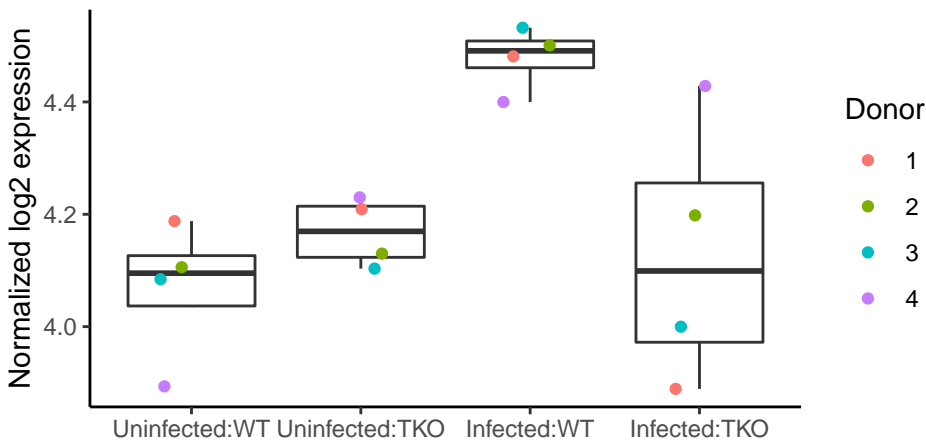 Normalized log2 expression
4.4
4.2
4.0
Uninfected:WT Uninfected:TKO Infected:WT Infected:TKO
Donor
1
2
3
4